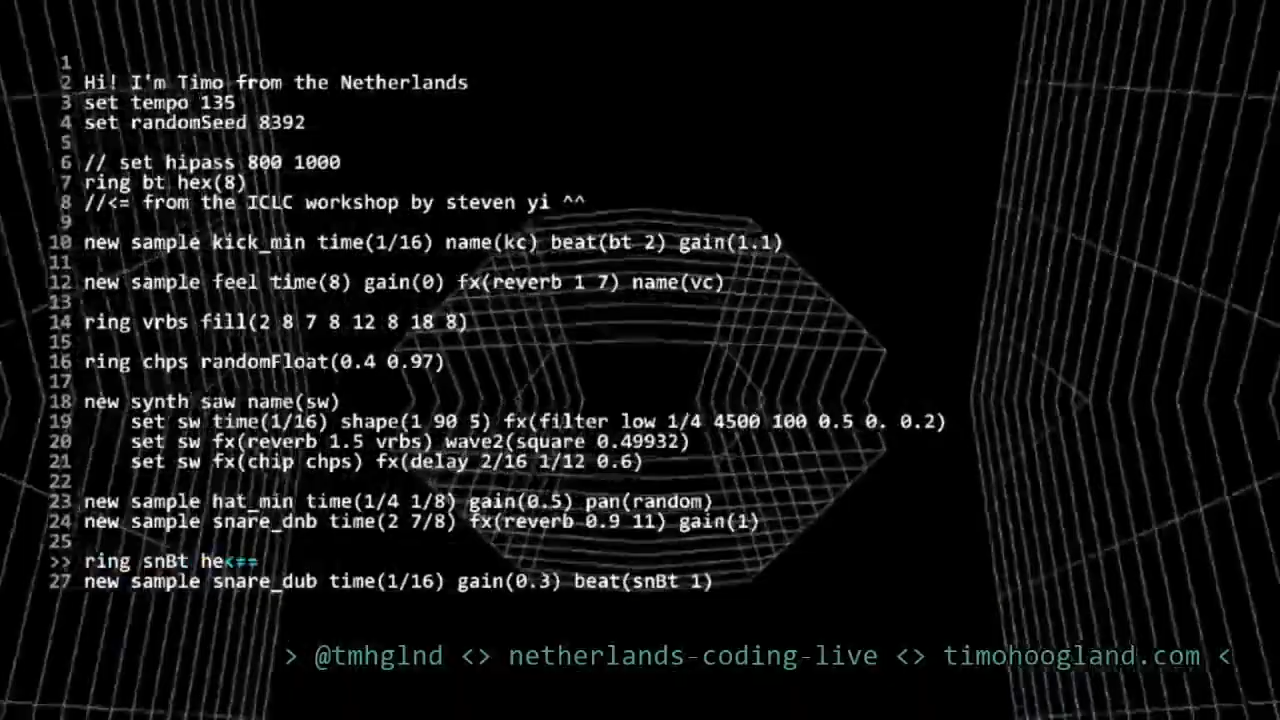 1
2 Hi! I'm Timo from the Netherlands
3 set tempo 135
4 set randomSeed 8392
5
6 // set hipass 800 1000
7 ring bt hex(8)
8 //<= from the ICLC workshop by steven yi ^^
9
10 new sample kick_min time(1/16) name(kc) beat(bt 2) gain(1.1)
11
12 new sample feel time(8) gain(0) fx(reverb 1 7) name(vc)
13
14 ring vrbs fill(2 8 7 8 12 8 18 8)
15
16 ring chps randomFloat(0.4 0.97)
17
18 new synth saw name(sw)
19 set sw time(1/16) shape(1 90 5) fx(filter low 1/4 4500 100 0.5 0. 0.2)
20 set sw fx(reverb 1.5 vrbs) wave2(square 0.49932)
21 set sw fx(chip chps) fx(delay 2/16 1/12 0.6)
22
23 new sample hat_min time(1/4 1/8) gain(0.5) pan(random)
24 new sample snare_dnb time(2 7/8) fx(reverb 0.9 11) gain(1)
25
>> ring snBt he<==
27 new sample snare_dub time(1/16) gain(0.3) beat(snBt 1)
> @tmhglnd <> netherlands-coding-live <> timohoogland.com <